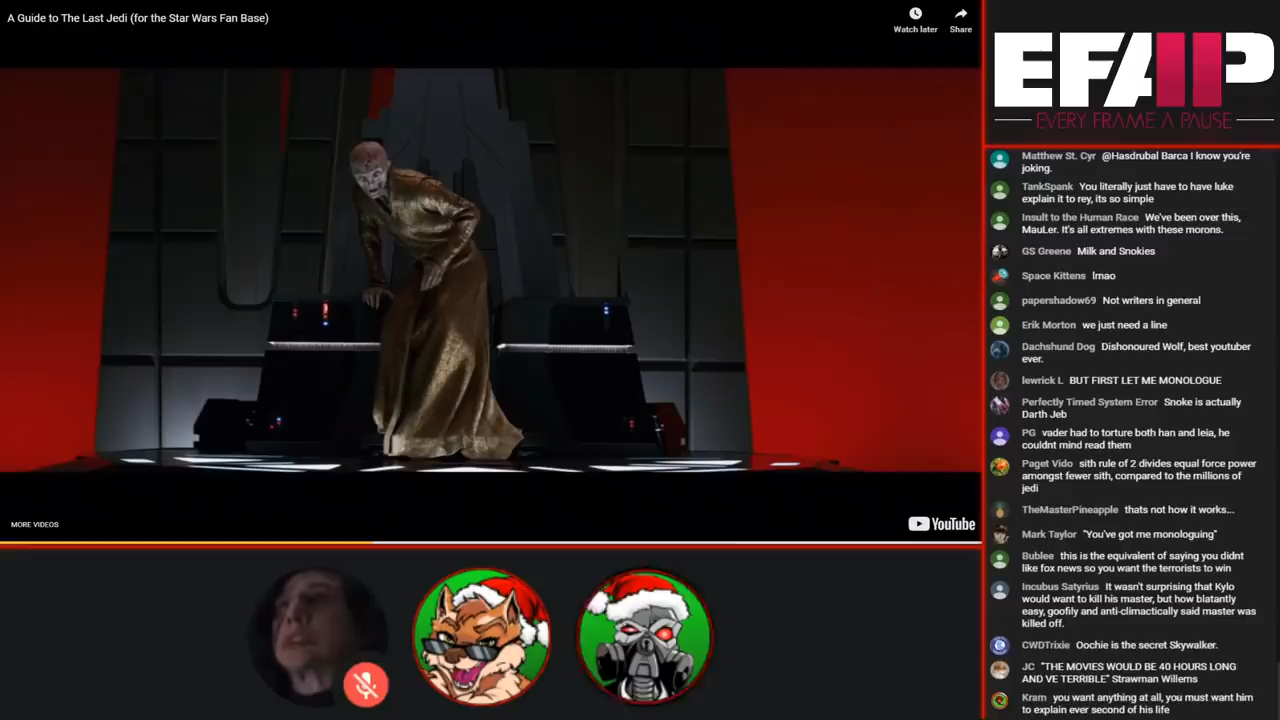 A Guide to The Last Jedi (for the Star Wars Fan Base)
Watch later
Share
MORE VIDEOS
YouTube
EFAP
EVERY FRAME A PAUSE
Matthew St. Cyr @Hasdrubal Barca I know you're
joking.
TankSpank You literally just have to have luke
explain it to rey, its so simple
Insult to the Human Race We've been over this,
MauLer. It's all extremes with these morons.
GS Greene Milk and Snokies
Space Kittens lmao
papershadow69 Not writers in general
Erik Morton we just need a line
Dachshund Dog Dishonoured Wolf, best youtuber
ever.
lewrick L BUT FIRST LET ME MONOLOGUE
Perfectly Timed System Error Snoke is actually
Darth Jeb
PG vader had to torture both han and leia, he
couldnt mind read them
Paget Vido sith rule of 2 divides equal force power
amongst fewer sith, compared to the millions of
jedi
TheMasterPineapple thats not how it works...
Mark Taylor "You've got me monologuing"
Bublee this is the equivalent of saying you didnt
like fox news so you want the terrorists to win
Incubus Satyrius It wasn't surprising that Kylo
would want to kill his master, but how blatantly
easy, goofily and anti-climactically said master was
killed off.
CWDTrixie Oochie is the secret Skywalker.
JC "THE MOVIES WOULD BE 40 HOURS LONG
AND VE TERRIBLE" Strawman Willems
Kram you want anything at all, you must want him
to explain ever second of his life